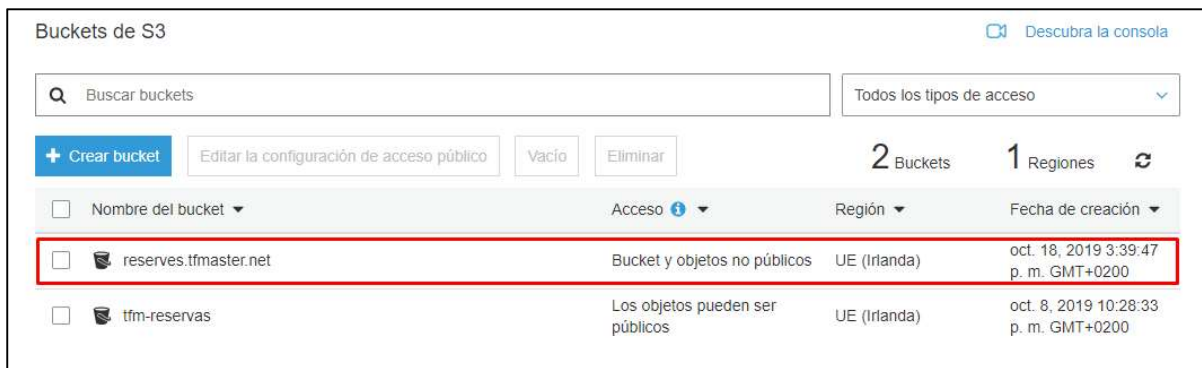 Buckets de S3
Descubra la consola
Buscar buckets
Todos los tipos de acceso
Crear bucket
Editar la configuración de acceso público
Vacío
Eliminar
2 Buckets
1 Regiones
Nombre del bucket
Acceso
Región
Fecha de creación
reserves.tfmaster.net
Bucket y objetos no públicos
UE (Irlanda)
oct. 18, 2019 3:39:47
p. m. GMT+0200
tfm-reservas
Los objetos pueden ser
públicos
UE (Irlanda)
oct. 8, 2019 10:28:33
p. m. GMT+0200